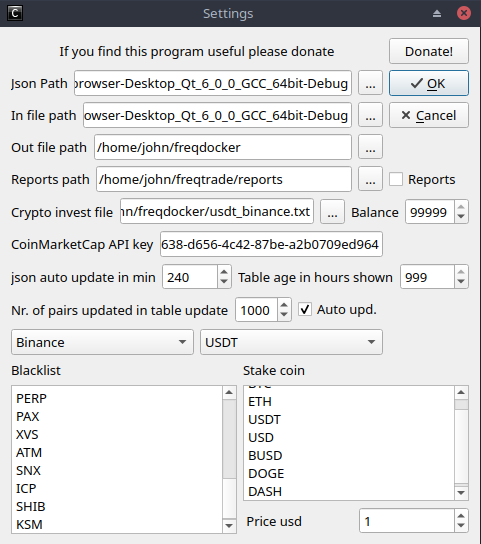 C
Settings
If you find this program useful please donate
Donate!
Json Path
rowser-Desktop_Qt_6_0_0_GCC_64bit-Debug
...
OK
In file path
owser-Desktop_Qt_6_0_0_GCC_64bit-Debug
...
Cancel
Out file path
/home/john/freqdocker
...
Reports path
/home/john/freqtrade/reports
...
Reports
Crypto invest file
nn/freqdocker/usdt_binance.txt
...
Balance
99999
CoinMarketCap API key
638-d656-4c42-87be-a2b0709ed964
json auto update in min
240
Table age in hours shown
999
Nr. of pairs updated in table update
1000
Auto upd.
Binance
USDT
Blacklist
Stake coin
PERP
PAX
XVS
ATM
SNX
ICP
SHIB
KSM
BTC
ETH
USDT
USD
BUSD
DOGE
DASH
Price usd
1